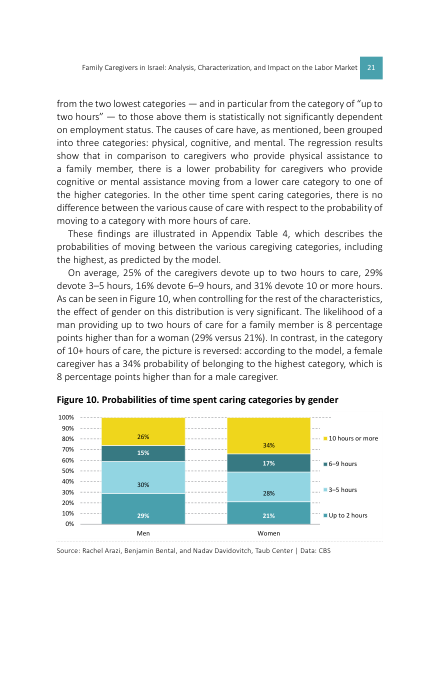 Family Caregivers in Israel: Analysis, Characterization, and Impact on the Labor Market 21
from the two lowest categories — and in particular from the category of “up to
two hours” — to those above them is statistically not significantly dependent
on employment status. The causes of care have, as mentioned, been grouped
into three categories: physical, cognitive, and mental. The regression results
show that in comparison to caregivers who provide physical assistance to
a family member, there is a lower probability for caregivers who provide
cognitive or mental assistance moving from a lower care category to one of
the higher categories. In the other time spent caring categories, there is no
difference between the various cause of care with respect to the probability of
moving to a category with more hours of care.
These findings are illustrated in Appendix Table 4, which describes the
probabilities of moving between the various caregiving categories, including
the highest, as predicted by the model.
On average, 25% of the caregivers devote up to two hours to care, 29%
devote 3–5 hours, 16% devote 6–9 hours, and 31% devote 10 or more hours.
As can be seen in Figure 10, when controlling for the rest of the characteristics,
the effect of gender on this distribution is very significant. The likelihood of a
man providing up to two hours of care for a family member is 8 percentage
points higher than for a woman (29% versus 21%). In contrast, in the category
of 10+ hours of care, the picture is reversed: according to the model, a female
caregiver has a 34% probability of belonging to the highest category, which is
8 percentage points higher than for a male caregiver.
Figure 10. Probabilities of time spent caring categories by gender
100%
90%
80%
70%
60%
50%
40%
30%
20%
10%
0%
26%
15%
30%
29%
34%
17%
28%
21%
Men
Women
10 hours or more
6–9 hours
3–5 hours
Up to 2 hours
Source: Rachel Arazi, Benjamin Bental, and Nadav Davidovitch, Taub Center | Data: CBS